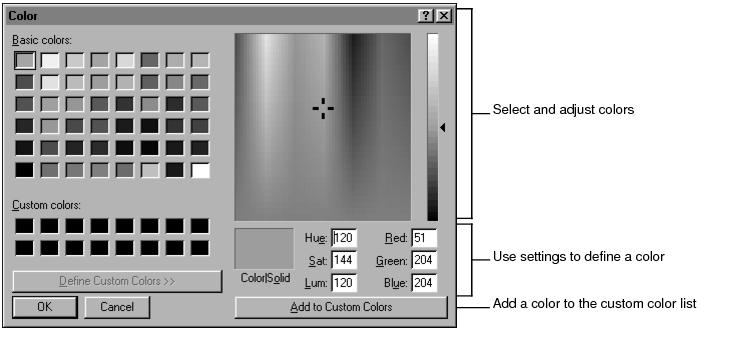 Color
Basic colors:
Custom colors:
Define Custom Colors >>
OK
Cancel
Color|Solid
Hue: 120
Sat: 144
Lum: 120
Red: 51
Green: 204
Blue: 204
Add to Custom Colors
Select and adjust colors
Use settings to define a color
Add a color to the custom color list